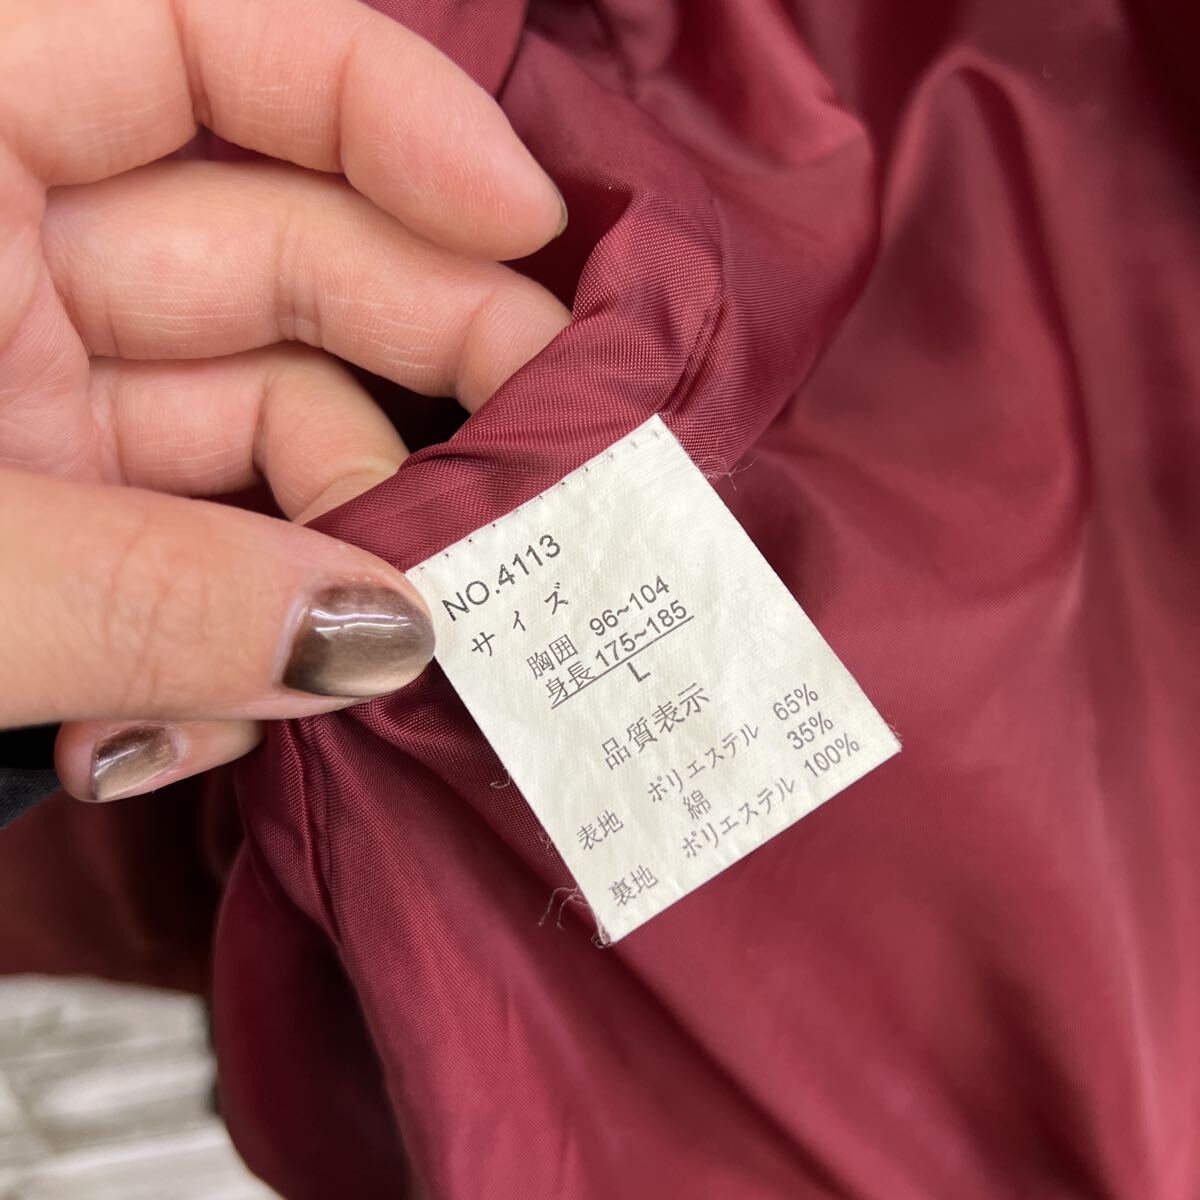 NO.4113
サイズ
胸囲 96~104
身長 175~185
L
品質表示
表地 ポリエステル 65%
綿 35%
裏地 ポリエステル 100%